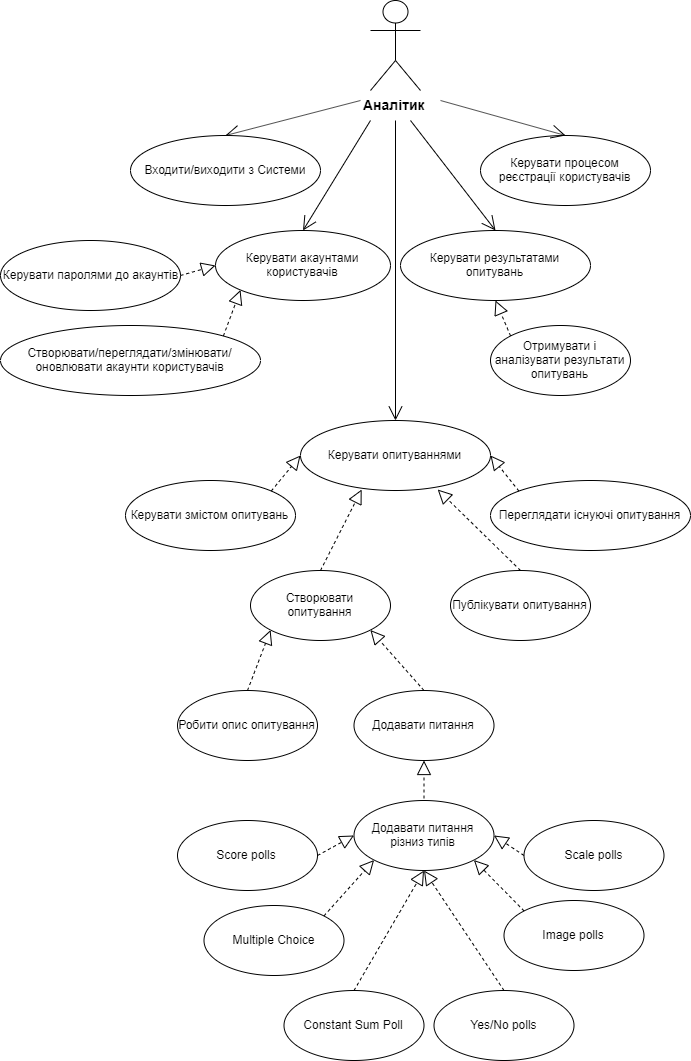 Аналітик
Входити/виходити з Системи
Керувати процесом
реєстрації користувачів
Керувати акаунтами
користувачів
Керувати результатами
опитувань
Керувати паролями до акаунтів
Створювати/переглядати/змінювати/
оновлювати акаунти користувачів
Отримувати і
аналізувати результати
опитувань
Керувати опитуваннями
Керувати змістом опитувань
Переглядати існуючі опитування
Створювати
опитування
Публікувати опитування
Робити опис опитування
Додавати питання
Додавати питання
різниз типів
Score polls
Scale polls
Multiple Choice
Image polls
Constant Sum Poll
Yes/No polls